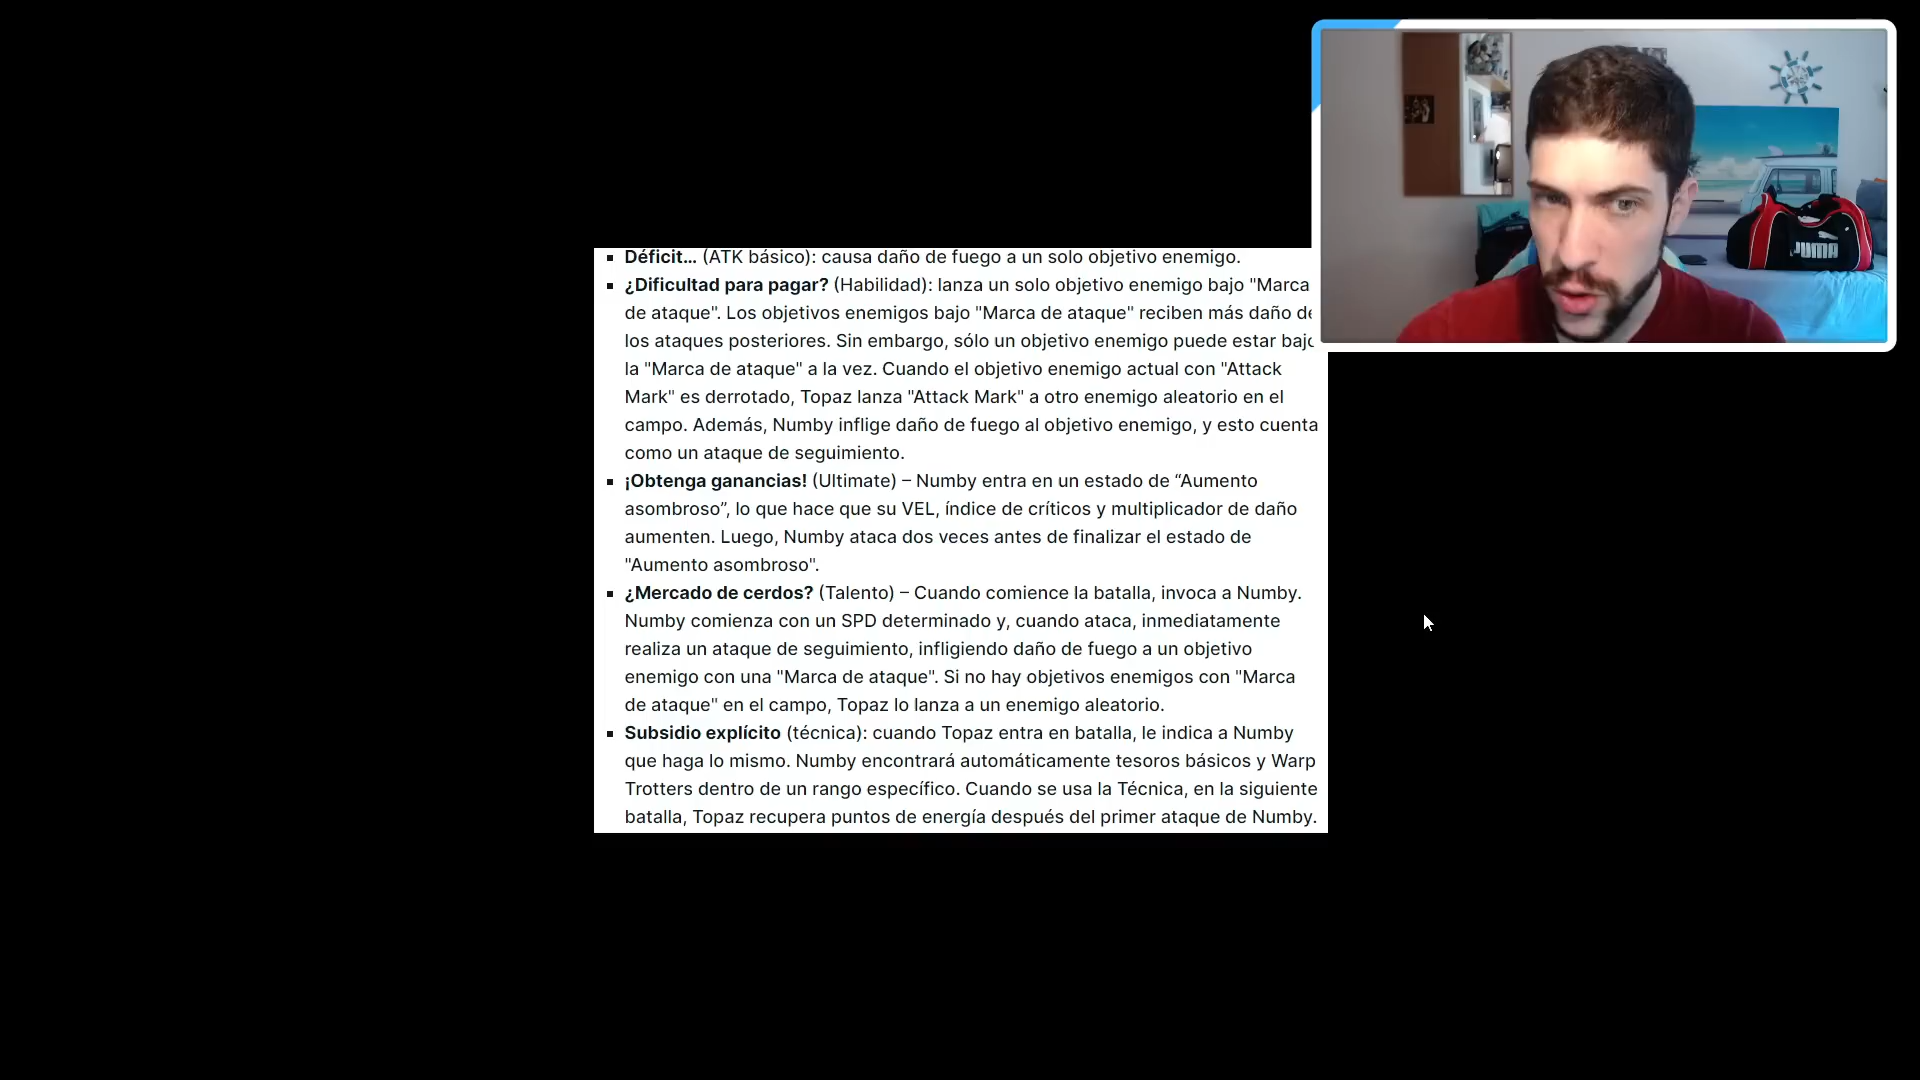 Déficit... (ATK básico): causa daño de fuego a un solo objetivo enemigo.
¿Dificultad para pagar? (Habilidad): lanza un solo objetivo enemigo bajo "Marca
de ataque". Los objetivos enemigos bajo "Marca de ataque" reciben más daño de
los ataques posteriores. Sin embargo, sólo un objetivo enemigo puede estar bajo
la "Marca de ataque" a la vez. Cuando el objetivo enemigo actual con "Attack
Mark" es derrotado, Topaz lanza "Attack Mark" a otro enemigo aleatorio en el
campo. Además, Numby inflige daño de fuego al objetivo enemigo, y esto cuenta
como un ataque de seguimiento.
¡Obtenga ganancias! (Ultimate) – Numby entra en un estado de “Aumento
asombroso”, lo que hace que su VEL, índice de críticos y multiplicador de daño
aumenten. Luego, Numby ataca dos veces antes de finalizar el estado de
"Aumento asombroso".
¿Mercado de cerdos? (Talento) – Cuando comience la batalla, invoca a Numby.
Numby comienza con un SPD determinado y, cuando ataca, inmediatamente
realiza un ataque de seguimiento, infligiendo daño de fuego a un objetivo
enemigo con una "Marca de ataque". Si no hay objetivos enemigos con "Marca
de ataque" en el campo, Topaz lo lanza a un enemigo aleatorio.
Subsidio explícito (técnica): cuando Topaz entra en batalla, le indica a Numby
que haga lo mismo. Numby encontrará automáticamente tesoros básicos y Warp
Trotters dentro de un rango específico. Cuando se usa la Técnica, en la siguiente
batalla, Topaz recupera puntos de energía después del primer ataque de Numby.
PUMA